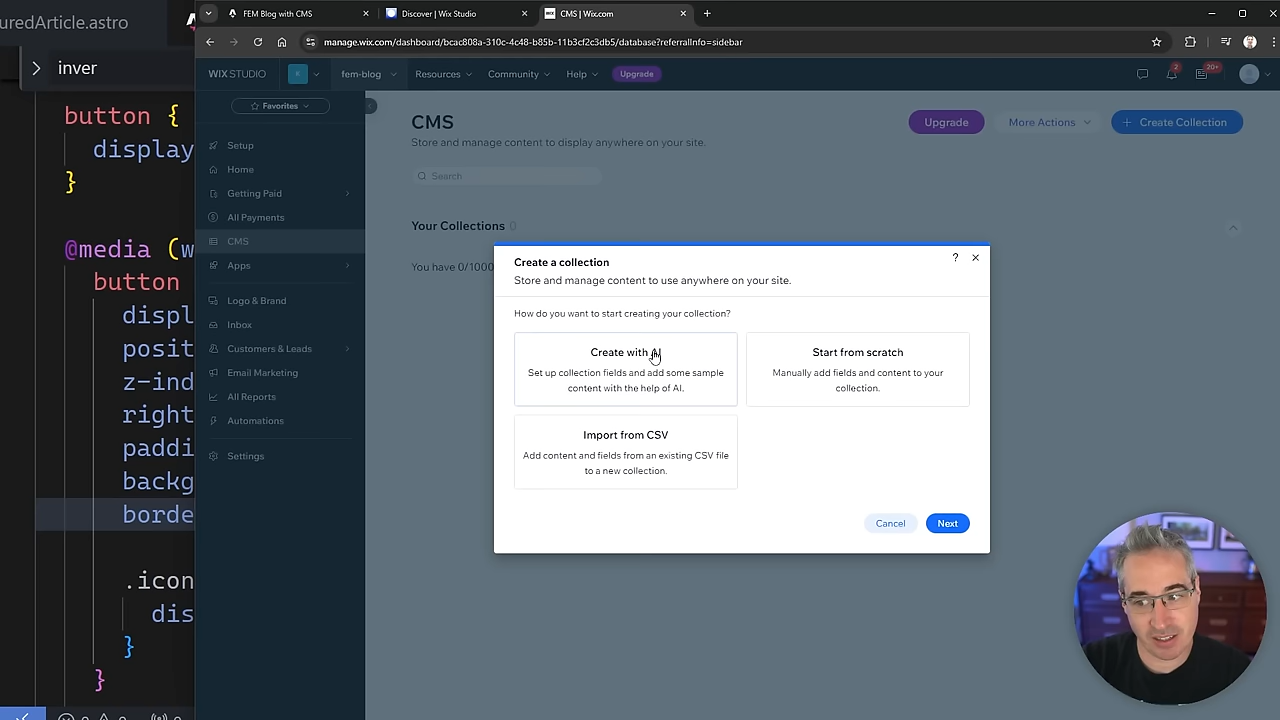 uredArticle.astro
inver
button {
display
}
@media (w
button
displ
posit
z-ind
right
paddi
backg
borde
.icon
dis
}
}
FEM Blog with CMS
Discover | Wix Studio
WIX
CMS | Wix.com
manage.wix.com/dashboard/bcac808a-310c-4c48-b85b-11b3cf2c3db5/database?referralInfo=sidebar
WIX STUDIO
fem-blog
Resources
Community
Help
Upgrade
2
20+
Favorites
Setup
Home
Getting Paid
All Payments
CMS
Apps
Logo & Brand
Inbox
Customers & Leads
Email Marketing
All Reports
Automations
Settings
CMS
Store and manage content to display anywhere on your site.
Upgrade
More Actions
+ Create Collection
Search
Your Collections 0
You have 0/1000
Create a collection
? ×
Store and manage content to use anywhere on your site.
How do you want to start creating your collection?
Create with AI
Set up collection fields and add some sample
content with the help of AI.
Start from scratch
Manually add fields and content to your
collection.
Import from CSV
Add content and fields from an existing CSV file
to a new collection.
Cancel
Next